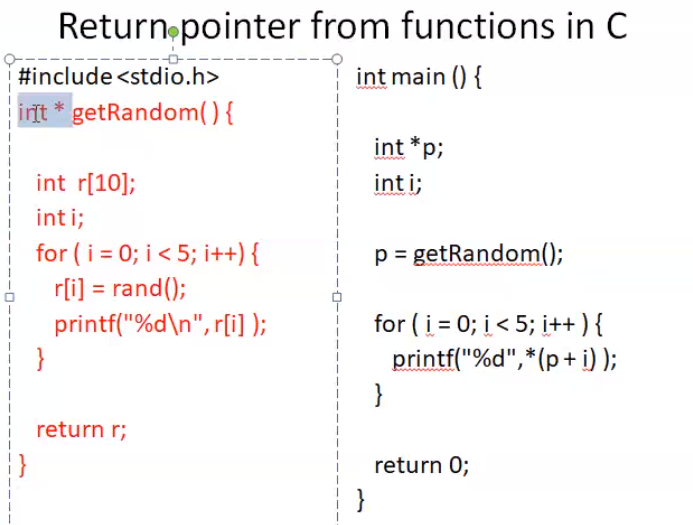 Return pointer from functions in C
#include <stdio.h>
int * getRandom( ) {
int  r[10];
int i;
for ( i = 0; i < 5; i++) {
r[i] = rand();
printf("%d\n", r[i] );
}
return r;
}
int main () {
int *p;
int i;
p = getRandom();
for ( i = 0; i < 5; i++ ) {
printf("%d",*(p + i) );
}
return 0;
}